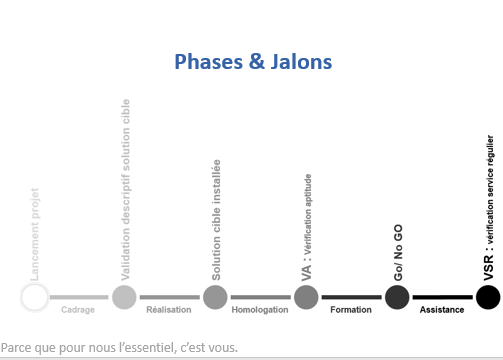 Phases & Jalons
Lancement projet
Validation descriptif solution cible
Solution cible installée
VA : Vérification aptitude
Go/ No GO
VSR : vérification service régulier
Cadrage
Réalisation
Homologation
Formation
Assistance
Parce que pour nous l'essentiel, c'est vous.